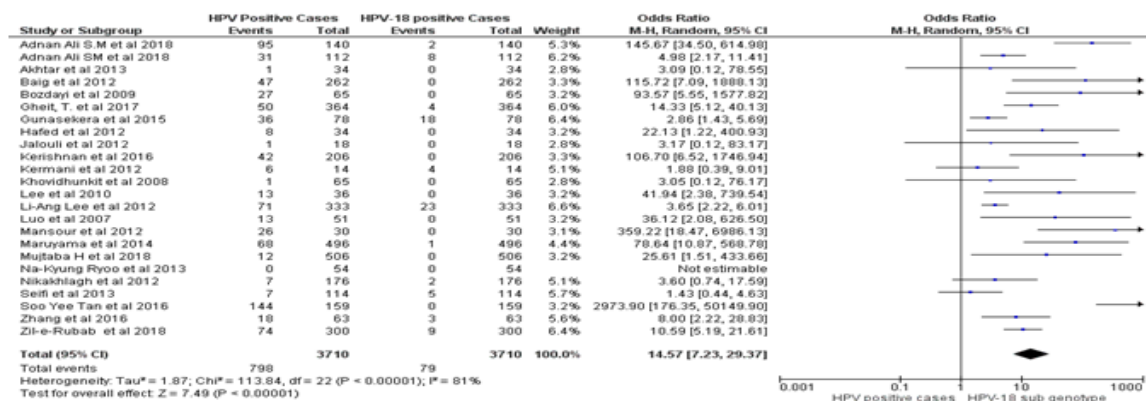 HPV Positive Cases HPV-18 positive Cases Odds Ratio Odds Ratio
Study or Subgroup Events Total Events Total Weight M-H, Random, 95% CI M-H, Random, 95% CI
Adnan Ali S.M et al 2018 95 140 2 140 5.3% 145.67 [34.50, 614.98]
Adnan Ali SM et al 2018 31 112 8 112 6.2% 4.98 [2.17, 11.41]
Akhtar et al 2013 1 34 0 34 2.8% 3.09 [0.12, 78.55]
Baig et al 2012 47 262 0 262 3.2% 115.72 [7.09, 1888.13]
Bozdayi et al 2009 27 65 0 65 3.2% 93.57 [5.55, 1577.82]
Gheit, T. et al 2017 50 364 4 364 6.0% 14.33 [5.12, 40.13]
Gunasekera et al 2015 36 78 18 78 6.4% 2.86 [1.43, 5.69]
Hafed et al 2012 8 34 0 34 3.2% 22.13 [1.22, 400.93]
Jalouli et al 2012 1 18 0 18 2.7% 3.17 [0.12, 83.17]
Kerishnan et al 2016 42 206 0 206 3.3% 106.70 [6.52, 1746.94]
Kermani et al 2012 6 14 4 14 5.1% 1.88 [0.39, 9.01]
Khovidhunkit et al 2008 1 65 0 65 2.8% 3.05 [0.12, 76.17]
Lee et al 2010 13 36 0 36 3.2% 41.94 [2.38, 739.54]
Li-Ang Lee et al 2012 71 333 23 333 6.6% 3.65 [2.22, 6.01]
Luo et al 2007 13 51 0 51 3.2% 36.12 [2.08, 626.50]
Mansour et al 2012 26 30 0 30 3.1% 359.22 [18.47, 6986.13]
Maruyama et al 2014 68 496 1 496 4.4% 78.64 [10.87, 568.78]
Mujtaba H et al 2018 12 506 0 506 3.2% 25.61 [1.51, 433.66]
Na-Kyung Ryoo et al 2013 0 54 0 54 Not estimable
Nikakhlagh et al 2012 7 176 2 176 5.0% 3.60 [0.74, 17.59]
Seifi et al 2013 7 114 5 114 5.7% 1.43 [0.44, 4.63]
Soo Yee Tan et al 2016 144 159 0 159 3.2% 2973.90 [176.35, 50149.90]
Zhang et al 2016 18 63 3 63 5.6% 8.00 [2.22, 28.83]
Zil-e-Rubab et al 2018 74 300 9 300 6.4% 10.59 [5.19, 21.61]
Total (95% CI) 3710 3710 100.0% 14.57 [7.23, 29.37]
Total events 798 79
Heterogeneity: Tau² = 1.87; Chi² = 113.84, df = 22 (P < 0.00001); I² = 81%
Test for overall effect: Z = 7.49 (P < 0.00001)
0.001 0.1 1 10 1000
HPV positive cases HPV-18 sub genotype